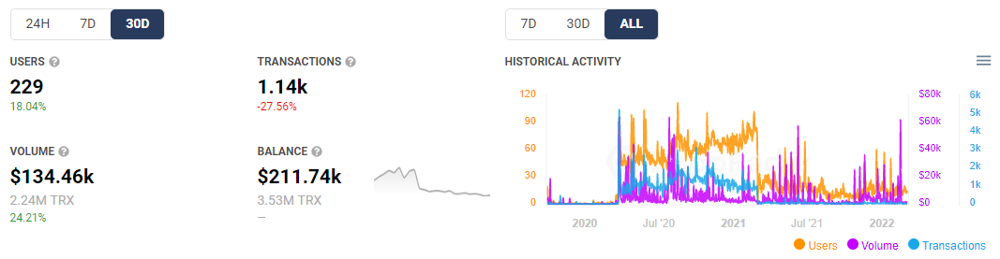 24H 7D 30D
USERS ?
229
18.04%
TRANSACTIONS ?
1.14k
-27.56%
VOLUME ?
$134.46k
2.24M TRX
24.21%
BALANCE ?
$211.74k
3.53M TRX
—
7D 30D ALL
HISTORICAL ACTIVITY
120
90
60
30
0
$80k
$60k
$40k
$20k
$0
6k
5k
4k
3k
2k
1k
0
2020 Jul '20 2021 Jul '21 2022
Users Volume Transactions